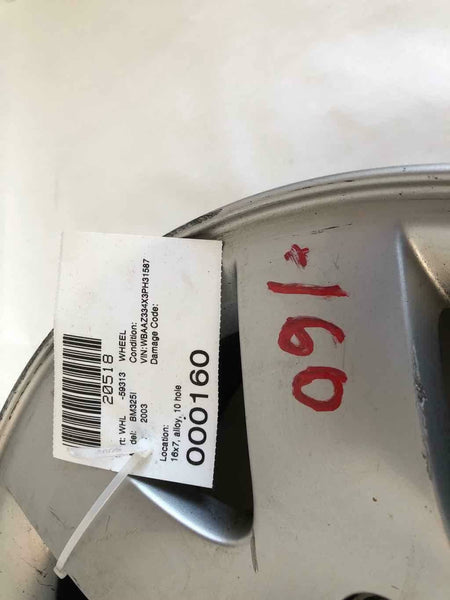 20518
rt: WHL -59313 WHEEL
del: BM325I Condition:
2003 VIN:WBAAZ334X3PH31587
Damage Code:
Location:
16x7, alloy, 10 hole
000160
*160